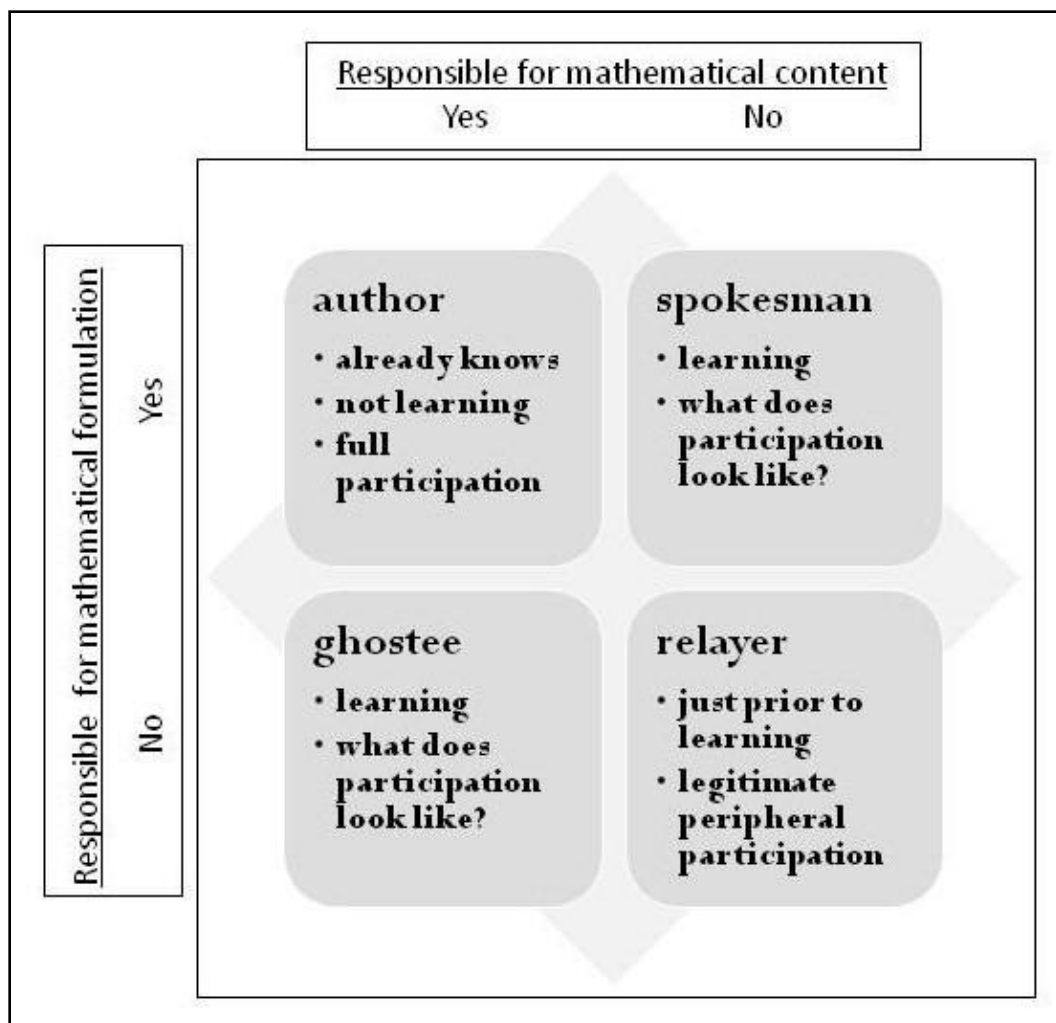 Responsible for mathematical content
Yes No
Responsible for mathematical formulation
Yes
No
author
• already knows
• not learning
• full
participation
spokesman
• learning
• what does
participation
look like?
ghostee
• learning
• what does
participation
look like?
relayer
• just prior to
learning
• legitimate
peripheral
participation